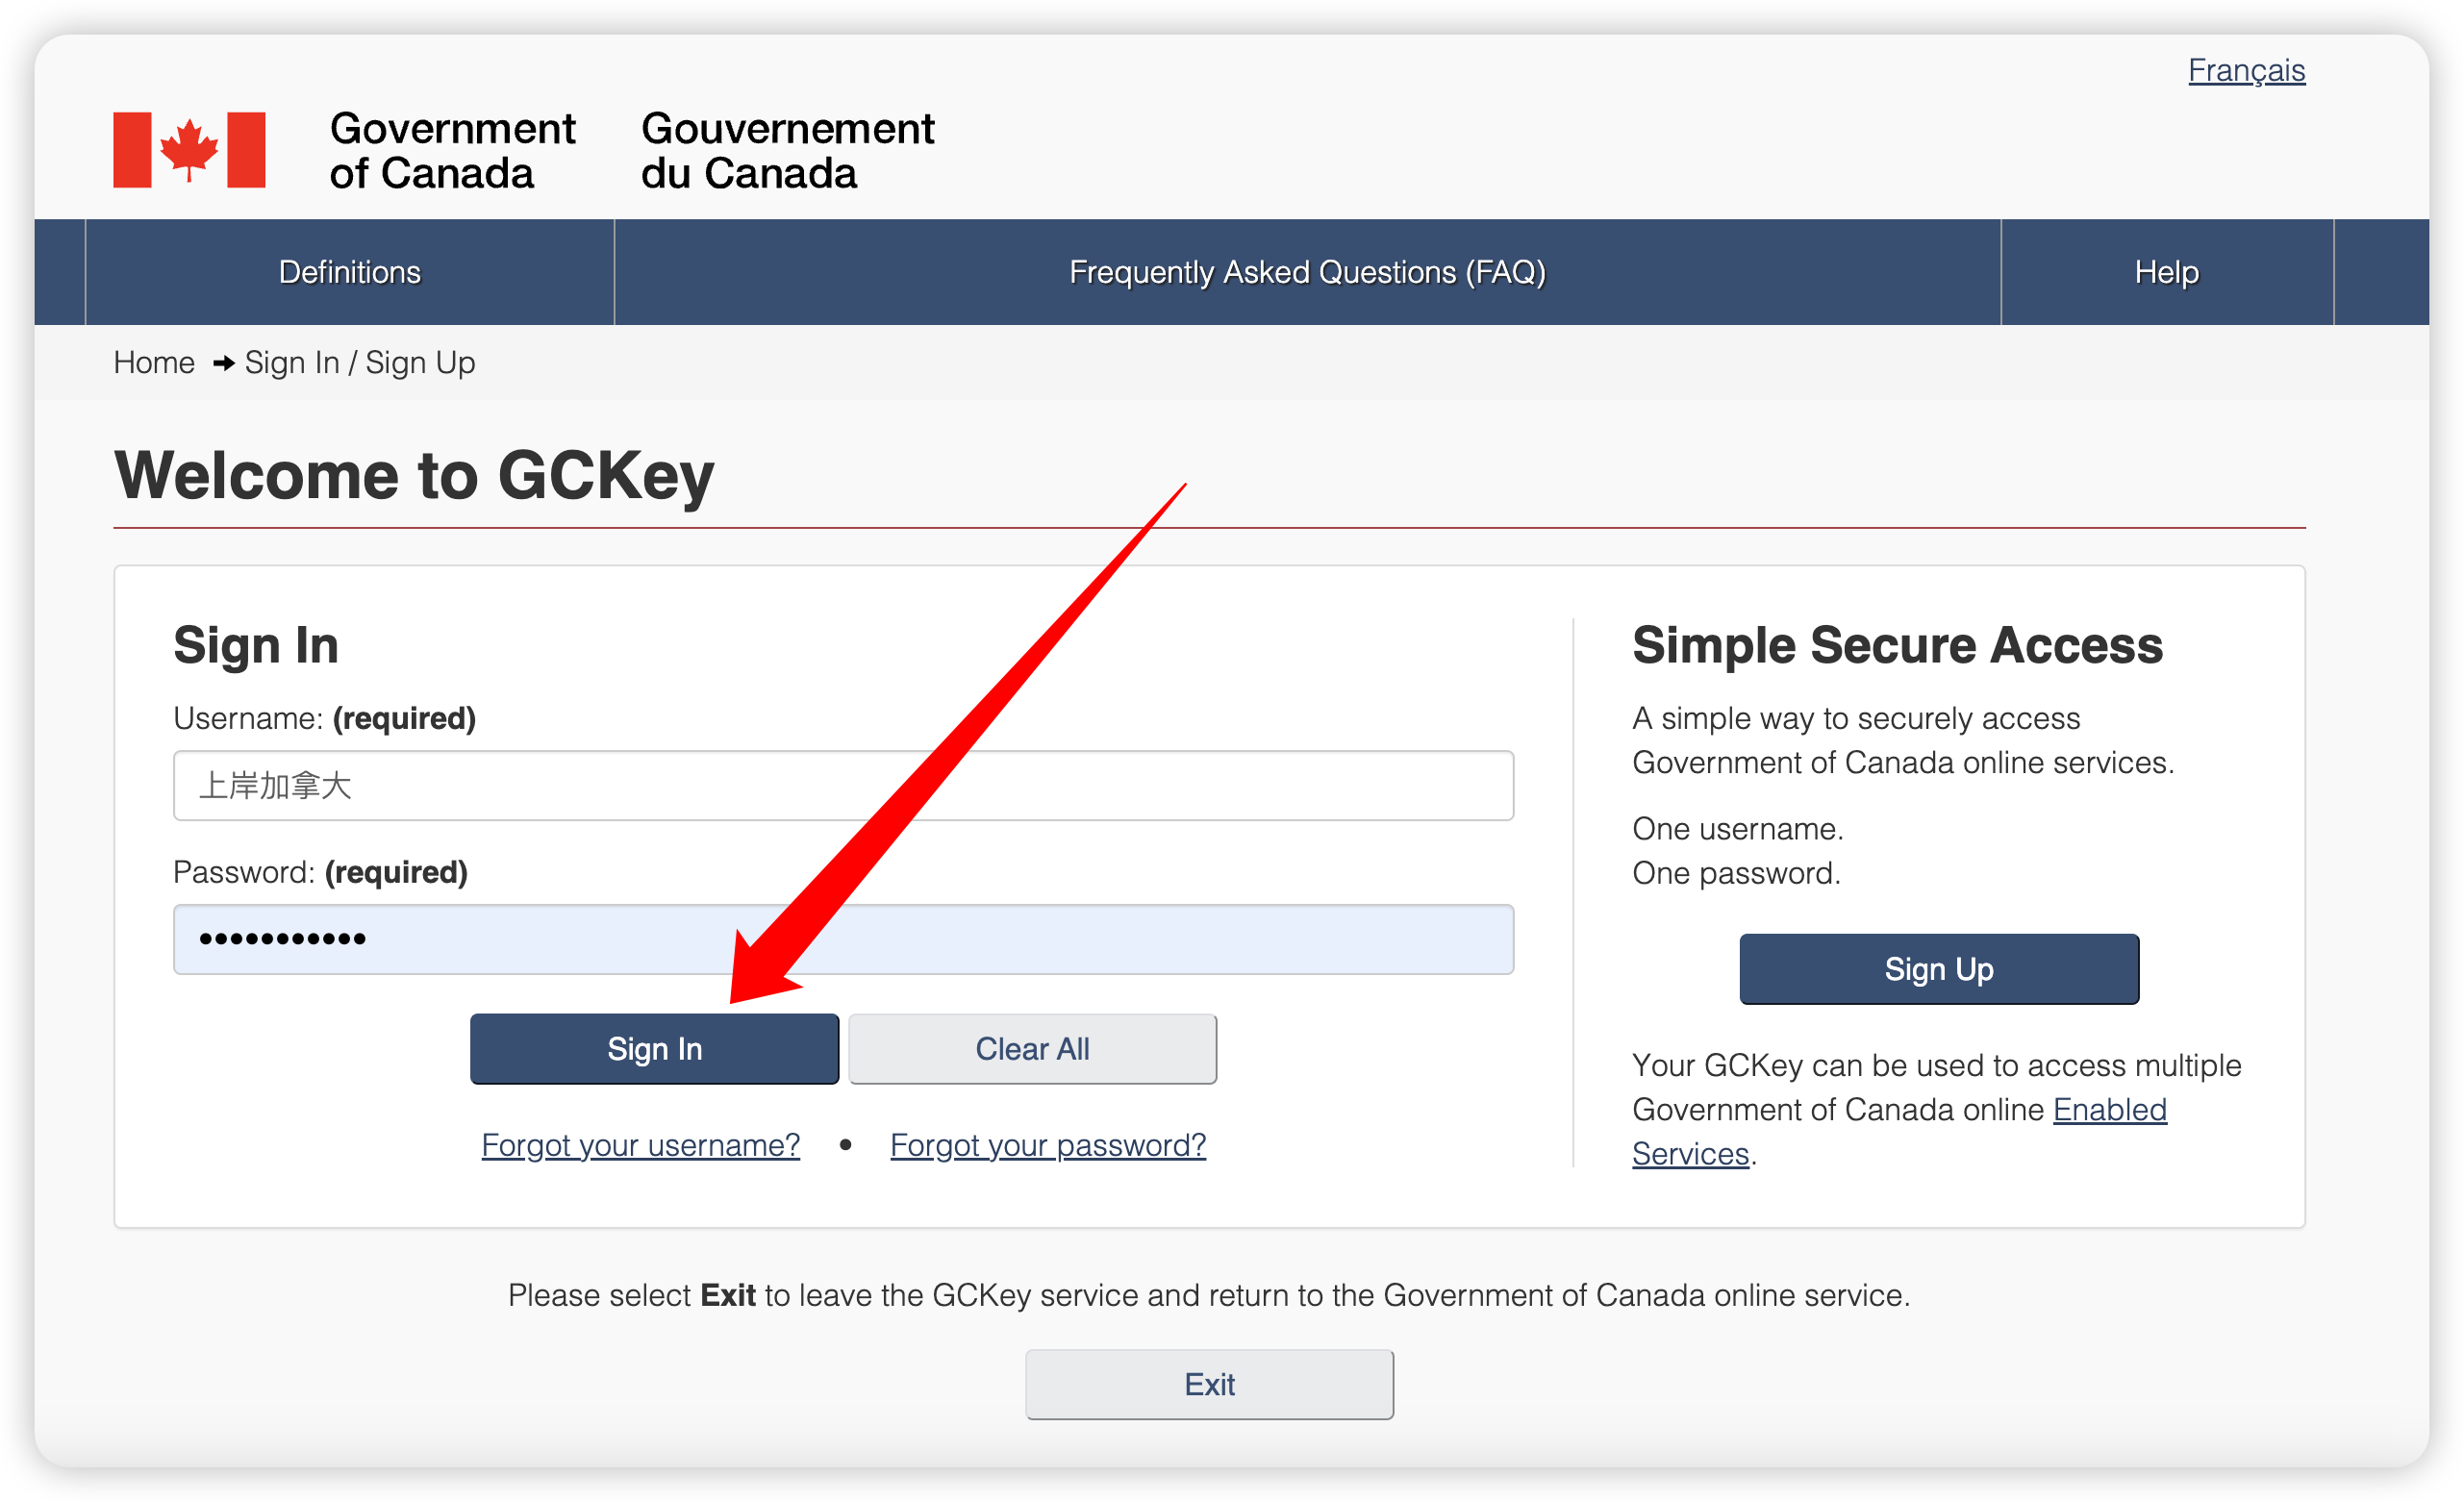 Français
Government
of Canada
Gouvernement
du Canada
Definitions
Frequently Asked Questions (FAQ)
Help
Home → Sign In / Sign Up
Welcome to GCKey
Sign In
Username: (required)
上岸加拿大
Password: (required)
•••••••••••
Sign In
Clear All
Forgot your username? • Forgot your password?
Simple Secure Access
A simple way to securely access
Government of Canada online services.
One username.
One password.
Sign Up
Your GCKey can be used to access multiple
Government of Canada online Enabled
Services.
Please select Exit to leave the GCKey service and return to the Government of Canada online service.
Exit